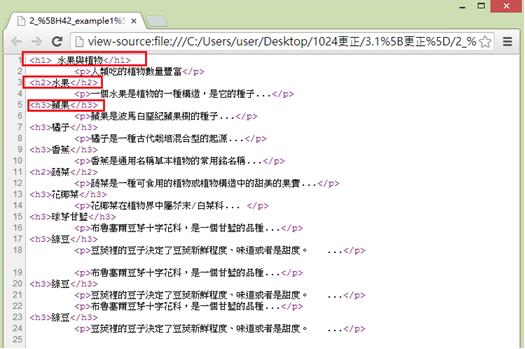 2_%5BH42_example1%5
view-source:file:///C:/Users/user/Desktop/1024更正/3.1%5B更正%5D/2_%
1 <h1> 水果與植物</h1>
2 <p>人類吃的植物數量豐富</p>
3 <h2>水果</h2>
4 <p>一個水果是植物的一種構造，是它的種子...</p>
5 <h3>蘋果</h3>
6 <p>蘋果是波馬白堊紀蘋果樹的種子...</p>
7 <h3>橘子</h3>
8 <p>橘子是一種古代栽培混合型的起源...</p>
9 <h3>香蕉</h3>
10 <p>香蕉是通用名稱草本植物的常用銘名稱...</p>
11 <h2>蔬菜</h2>
12 <p>蔬菜是一種可食用的植物或植物構造中的甜美的果實...</p>
13 <h3>花椰菜</h3>
14 <p>花椰菜在植物界中屬芥末/白菜科... </p>
15 <h3>球芽甘藍</h3>
16 <p>布魯塞爾豆芽十字花科，是一個甘藍的品種...</p>
17 <h3>綠豆</h3>
18 <p>豆莢裡的豆子決定了豆莢新鮮程度、味道或者是甜度。 ...</p>
19 <p>布魯塞爾豆芽十字花科，是一個甘藍的品種...</p>
20 <h3>綠豆</h3>
21 <p>豆莢裡的豆子決定了豆莢新鮮程度、味道或者是甜度。 ...</p>
22 <p>布魯塞爾豆芽十字花科，是一個甘藍的品種...</p>
23 <h3>綠豆</h3>
24 <p>豆莢裡的豆子決定了豆莢新鮮程度、味道或者是甜度。 ...</p>
25